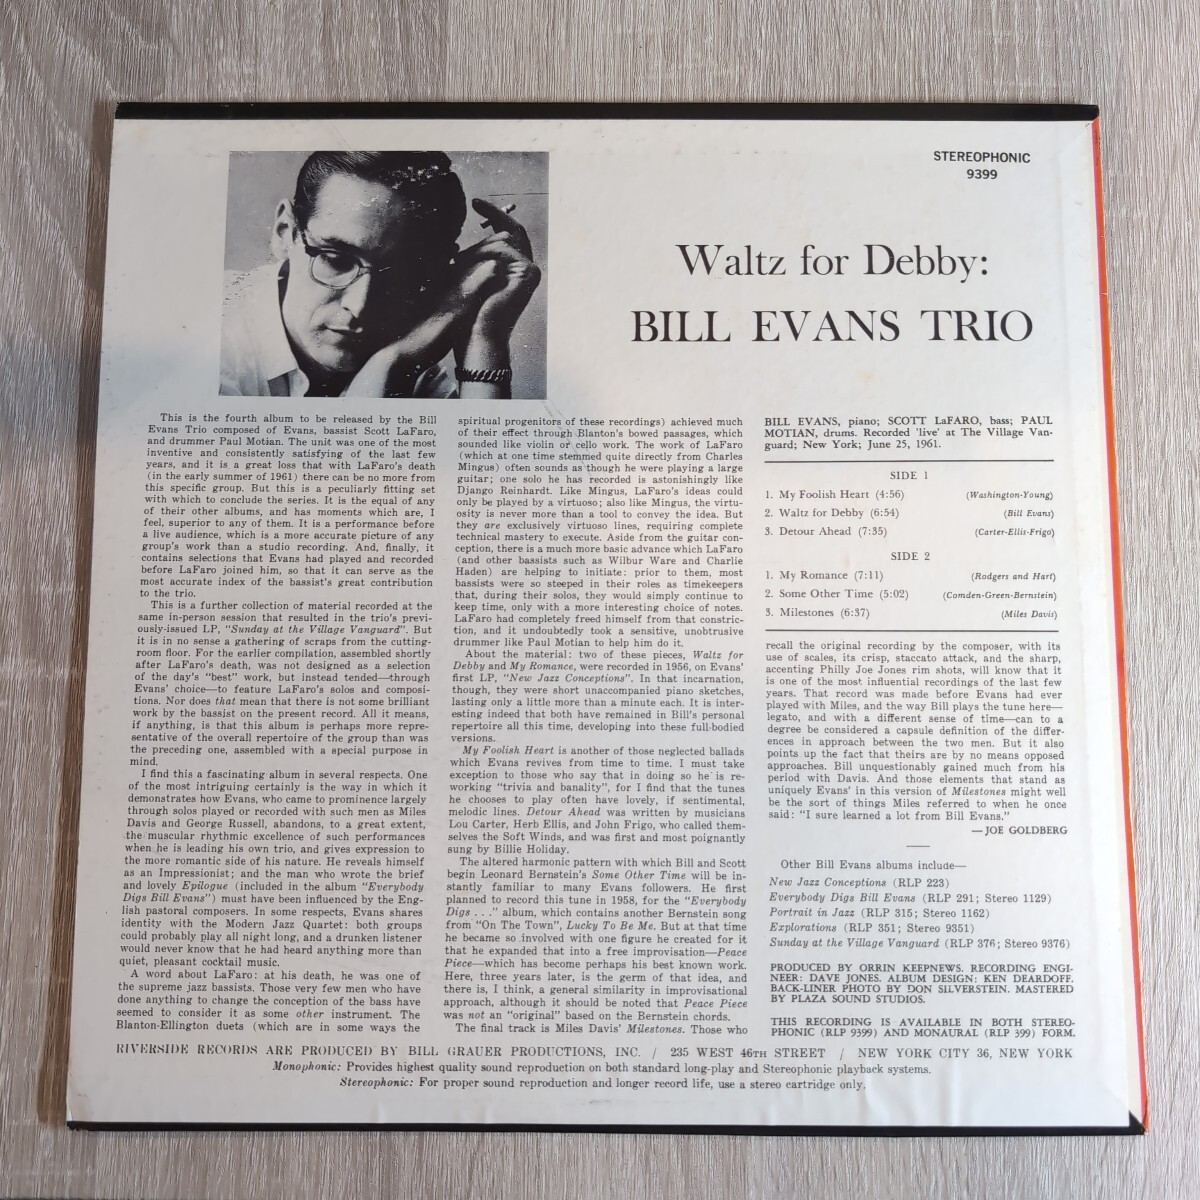 STEREOPHONIC
9399
Waltz for Debby:
BILL EVANS TRIO
This is the fourth album to be released by the Bill
Evans Trio composed of Evans, bassist Scott LaFaro,
and drummer Paul Motian. The unit was one of the most
inventive and consistently satisfying of the last few
years, and it is a great loss that with LaFaro's death
(in the early summer of 1961) there can be no more from
this specific group. But this is a peculiarly fitting set
with which to conclude the series. It is the equal of any
of their other albums, and has moments which are, I
feel, superior to any of them. It is a performance before
a live audience, which is a more accurate picture of any
group's work than a studio recording. And, finally, it
contains selections that Evans had played and recorded
before LaFaro joined him, so that it can serve as the
most accurate index of the bassist's great contribution
to the trio.
This is a further collection of material recorded at the
same in-person session that resulted in the trio's previ-
ously-issued LP, "Sunday at the Village Vanguard". But
it is in no sense a gathering of scraps from the cutting-
room floor. For the earlier compilation, assembled shortly
after LaFaro's death, was not designed as a selection
of the day's "best" work, but instead tended—through
Evans' choice—to feature LaFaro's solos and composi-
tions. Nor does that mean that there is not some brilliant
work by the bassist on the present record. All it means,
if anything, is that this album is perhaps more repre-
sentative of the overall repertoire of the group than was
the preceding one, assembled with a special purpose in
mind.
I find this a fascinating album in several respects. One
of the most intriguing certainly is the way in which it
demonstrates how Evans, who came to prominence largely
through solos played or recorded with such men as Miles
Davis and George Russell, abandons, to a great extent,
the muscular rhythmic excellence of such performances
when he is leading his own trio, and gives expression to
the more romantic side of his nature. He reveals himself
as an Impressionist; and the man who wrote the brief
and lovely Epilogue (included in the album "Everybody
Digs Bill Evans") must have been influenced by the Eng-
lish pastoral composers. In some respects, Evans shares
identity with the Modern Jazz Quartet: both groups
could probably play all night long, and a drunken listener
would never know that he had heard anything more than
quiet, pleasant cocktail music.
A word about LaFaro: at his death, he was one of
the supreme jazz bassists. Those very few men who have
done anything to change the conception of the bass have
seemed to consider it as some other instrument. The
Blanton-Ellington duets (which are in some ways the
spiritual progenitors of these recordings) achieved much
of their effect through Blanton's bowed passages, which
sounded like violin or cello work. The work of LaFaro
(which at one time stemmed quite directly from Charles
Mingus) often sounds as though he were playing a large
guitar; one solo he has recorded is astonishingly like
Django Reinhardt. Like Mingus, LaFaro's ideas could
only be played by a virtuoso; also like Mingus, the virtu-
osity is never more than a tool to convey the idea. But
they are exclusively virtuoso lines, requiring complete
technical mastery to execute. Aside from the guitar con-
ception, there is a much more basic advance which LaFaro
(and other bassists such as Wilbur Ware and Charlie
Haden) are helping to initiate: prior to them, most
bassists were so steeped in their roles as timekeepers
that, during their solos, they would simply continue to
keep time, only with a more interesting choice of notes.
LaFaro had completely freed himself from that constric-
tion, and it undoubtedly took a sensitive, unobtrusive
drummer like Paul Motian to help him do it.
About the material: two of these pieces, Waltz for
Debby and My Romance, were recorded in 1956, on Evans'
first LP, "New Jazz Conceptions". In that incarnation,
though, they were short unaccompanied piano sketches,
lasting only a little more than a minute each. It is inter-
esting indeed that both have remained in Bill's personal
repertoire all this time, developing into these full-bodied
versions.
My Foolish Heart is another of those neglected ballads
which Evans revives from time to time. I must take
exception to those who say that in doing so he is re-
working "trivia and banality", for I find that the tunes
he chooses to play often have lovely, if sentimental,
melodic lines. Detour Ahead was written by musicians
Lou Carter, Herb Ellis, and John Frigo, who called them-
selves the Soft Winds, and was first and most poignantly
sung by Billie Holiday.
The altered harmonic pattern with which Bill and Scott
begin Leonard Bernstein's Some Other Time will be in-
stantly familiar to many Evans followers. He first
planned to record this tune in 1958, for the "Everybody
Digs . . ." album, which contains another Bernstein song
from "On The Town", Lucky To Be Me. But at that time
he became so involved with one figure he created for it
that he expanded that into a free improvisation—Peace
Piece—which has become perhaps his best known work.
Here, three years later, is the germ of that idea, and
there is, I think, a general similarity in improvisational
approach, although it should be noted that Peace Piece
was not an "original" based on the Bernstein chords.
The final track is Miles Davis' Milestones. Those who
BILL EVANS, piano; SCOTT LaFARO, bass; PAUL
MOTIAN, drums. Recorded 'live' at The Village Van-
guard; New York; June 25, 1961.
SIDE 1
1. My Foolish Heart (4:56) (Washington-Young)
2. Waltz for Debby (6:54) (Bill Evans)
3. Detour Ahead (7:35) (Carter-Ellis-Frigo)
SIDE 2
1. My Romance (7:11) (Rodgers and Hart)
2. Some Other Time (5:02) (Comden-Green-Bernstein)
3. Milestones (6:37) (Miles Davis)
recall the original recording by the composer, with its
use of scales, its crisp, staccato attack, and the sharp,
accenting Philly Joe Jones rim shots, will know that it
is one of the most influential recordings of the last few
years. That record was made before Evans had ever
played with Miles, and the way Bill plays the tune here—
legato, and with a different sense of time—can to a
degree be considered a capsule definition of the differ-
ences in approach between the two men. But it also
points up the fact that theirs are by no means opposed
approaches. Bill unquestionably gained much from his
period with Davis. And those elements that stand as
uniquely Evans' in this version of Milestones might well
be the sort of things Miles referred to when he once
said: "I sure learned a lot from Bill Evans."
—JOE GOLDBERG
Other Bill Evans albums include—
New Jazz Conceptions (RLP 223)
Everybody Digs Bill Evans (RLP 291; Stereo 1129)
Portrait in Jazz (RLP 315; Stereo 1162)
Explorations (RLP 351; Stereo 9351)
Sunday at the Village Vanguard (RLP 376; Stereo 9376)
PRODUCED BY ORRIN KEEPNEWS. RECORDING ENGI-
NEER: DAVE JONES. ALBUM DESIGN: KEN DEARDOFF.
BACK-LINER PHOTO BY DON SILVERSTEIN. MASTERED
BY PLAZA SOUND STUDIOS.
THIS RECORDING IS AVAILABLE IN BOTH STEREO-
PHONIC (RLP 9399) AND MONAURAL (RLP 399) FORM.
RIVERSIDE RECORDS ARE PRODUCED BY BILL GRAUER PRODUCTIONS, INC. / 235 WEST 46TH STREET / NEW YORK CITY 36, NEW YORK
Monophonic: Provides highest quality sound reproduction on both standard long-play and Stereophonic playback systems.
Stereophonic: For proper sound reproduction and longer record life, use a stereo cartridge only.